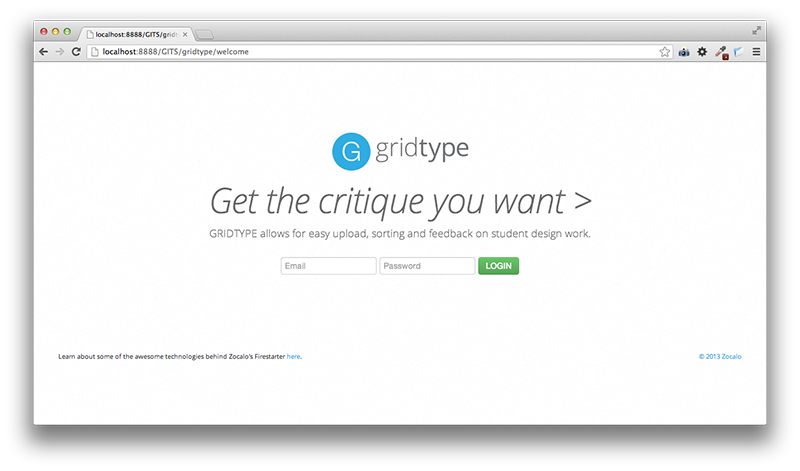 localhost:8888/GITS/gridt
localhost:8888/GITS/gridtype/welcome
G gridtype
Get the critique you want >
GRIDTYPE allows for easy upload, sorting and feedback on student design work.
Email Password LOGIN
Learn about some of the awesome technologies behind Zocalo's Firestarter here. © 2013 Zocalo